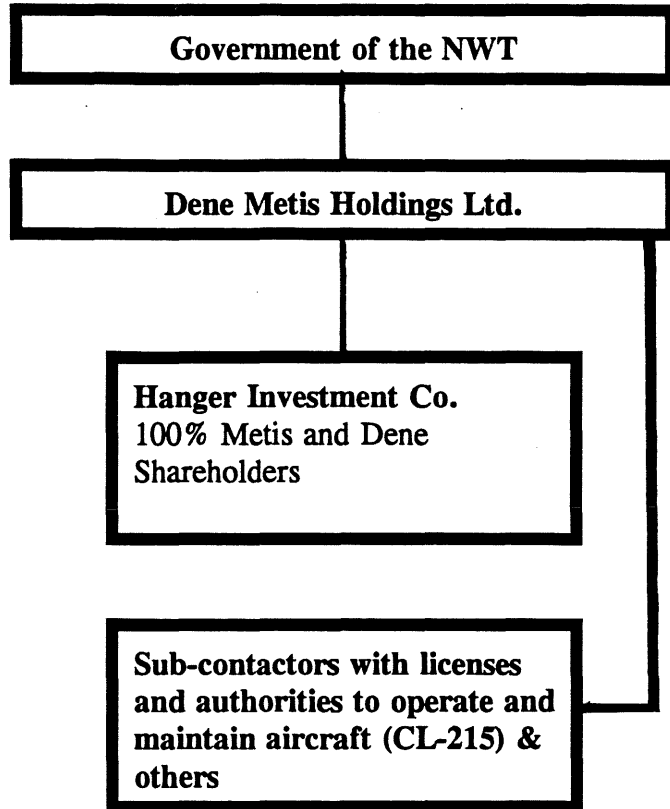 Government of the NWT
Dene Metis Holdings Ltd.
Hanger Investment Co.
100% Metis and Dene
Shareholders
Sub-contactors with licenses
and authorities to operate and
maintain aircraft (CL-215) &
others